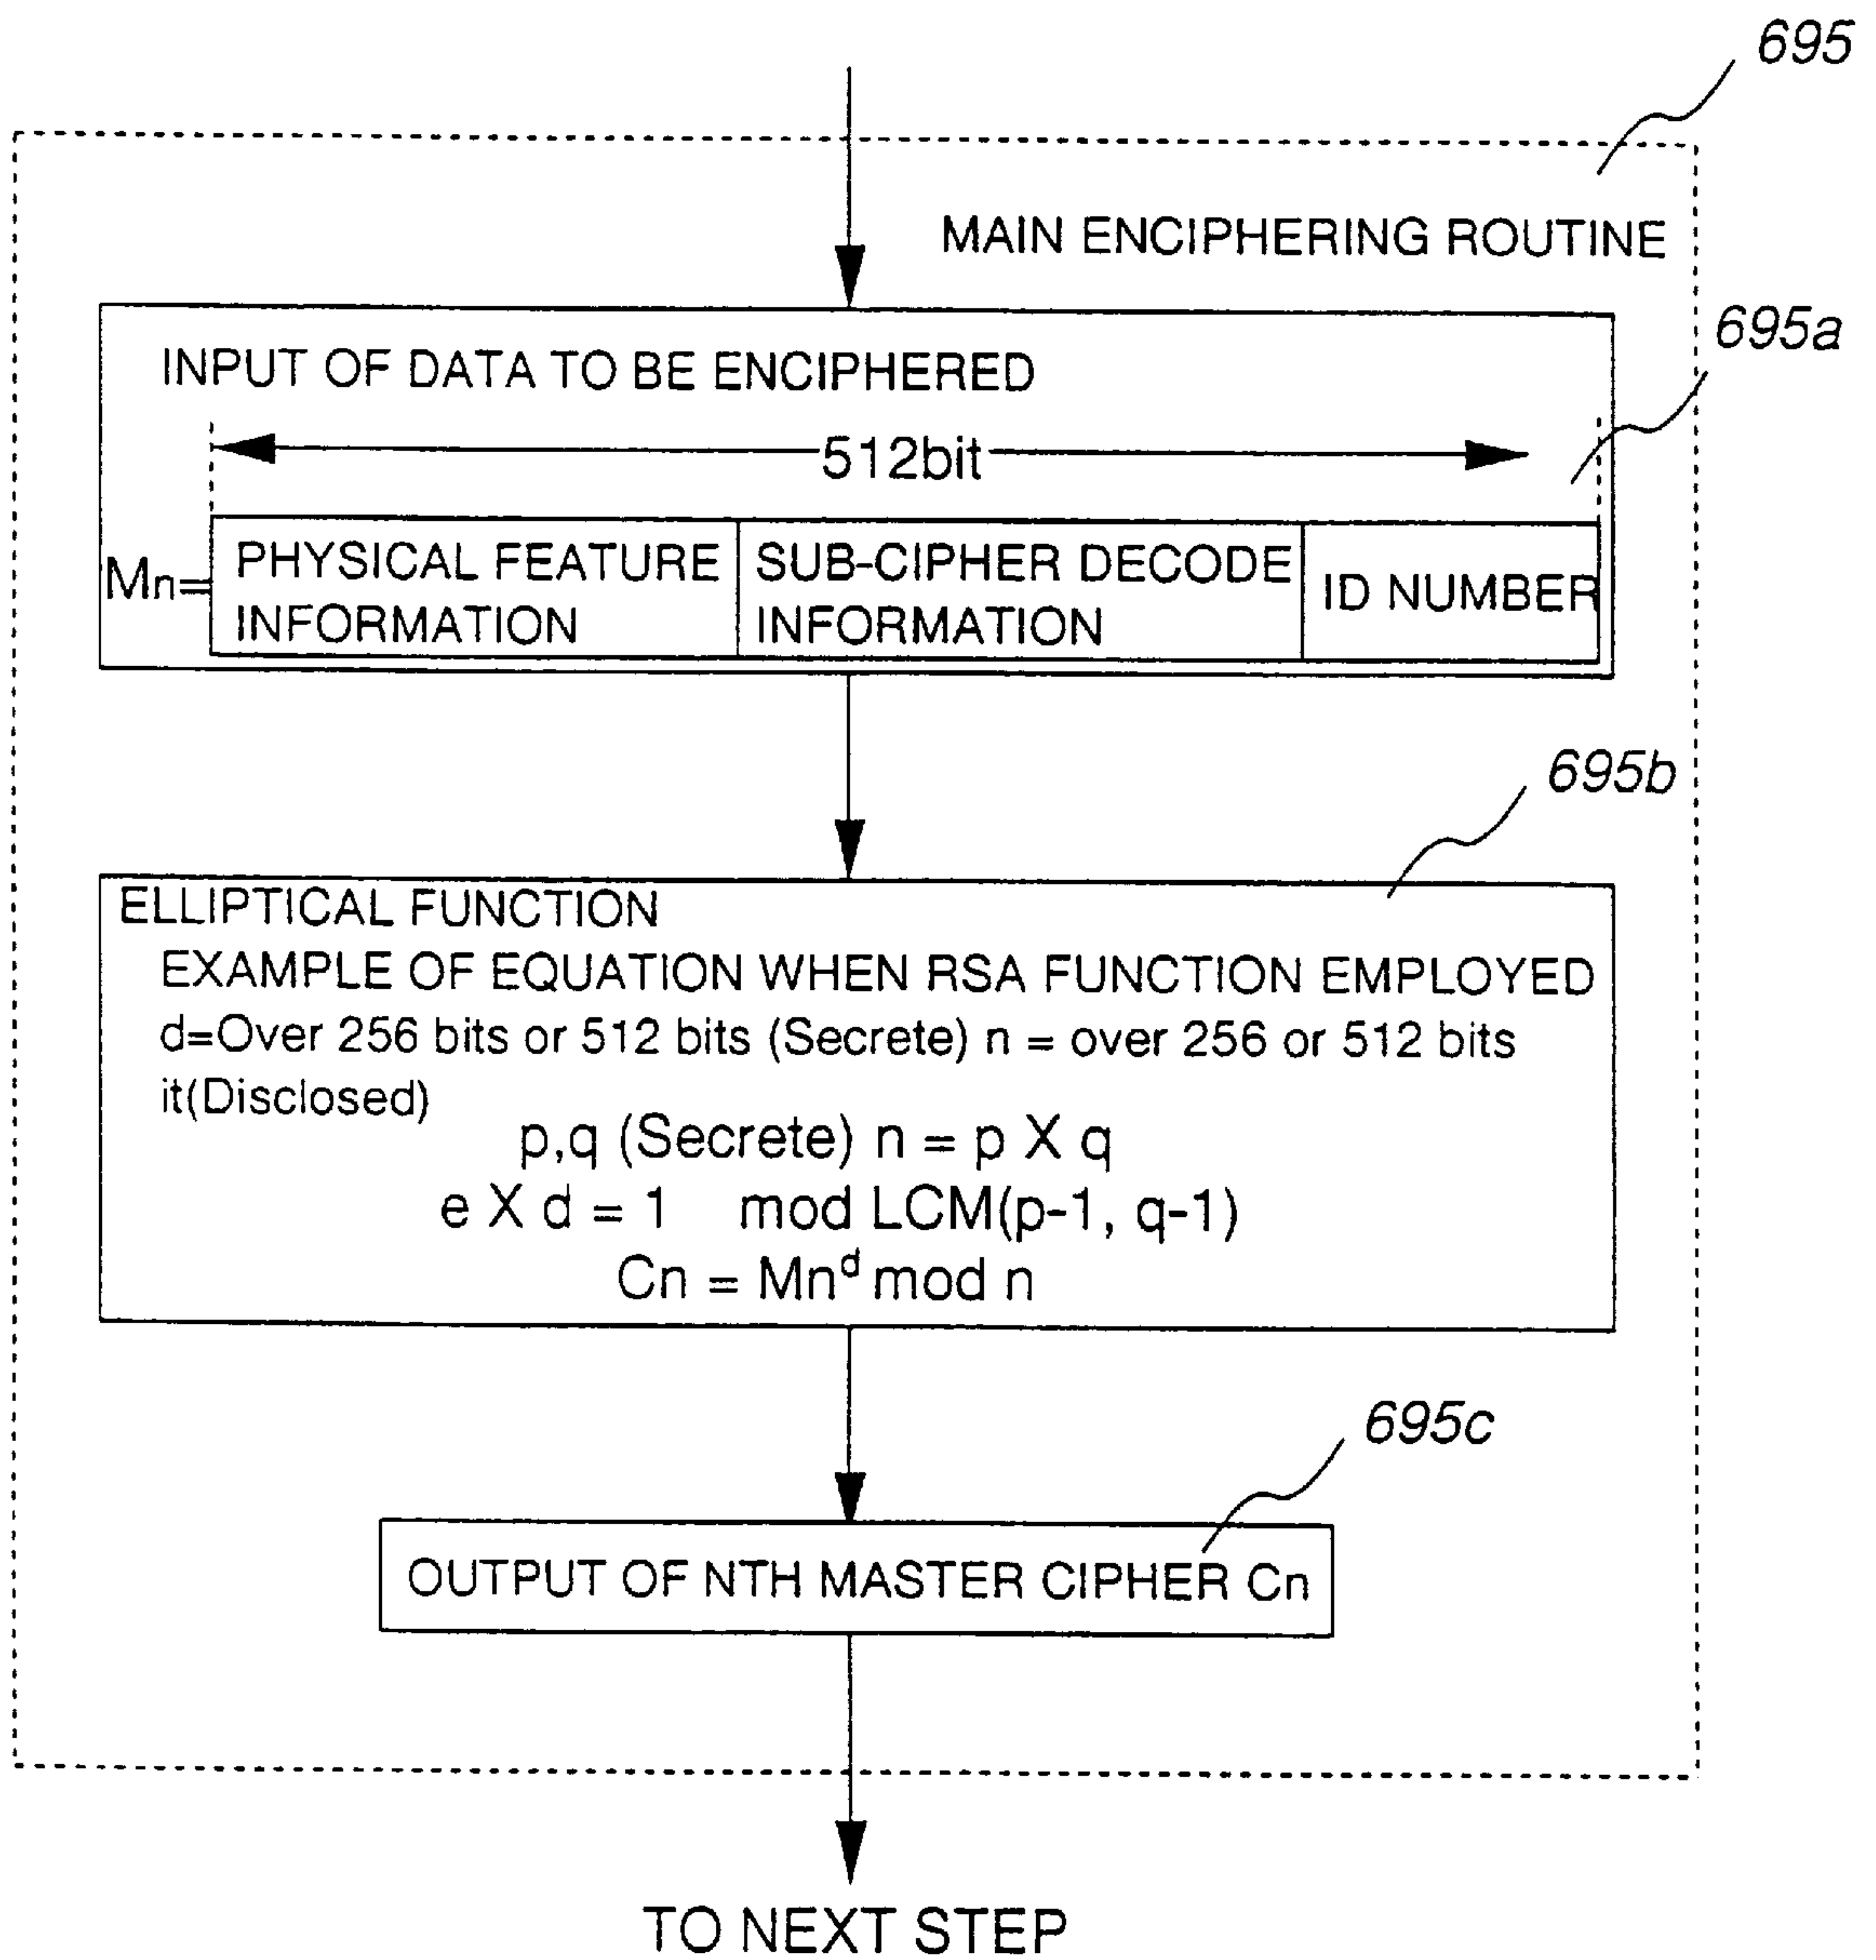 695
MAIN ENCIPHERING ROUTINE
695a
INPUT OF DATA TO BE ENCIPHERED
512bit
Mn=
PHYSICAL FEATURE
INFORMATION
SUB-CIPHER DECODE
INFORMATION
ID NUMBER
695b
ELLIPTICAL FUNCTION
EXAMPLE OF EQUATION WHEN RSA FUNCTION EMPLOYED
d=Over 256 bits or 512 bits (Secrete) n = over 256 or 512 bits
it(Disclosed)
p,q (Secrete) n = p X q
e X d = 1 mod LCM(p-1, q-1)
Cn = Mn^d mod n
695c
OUTPUT OF NTH MASTER CIPHER Cn
TO NEXT STEP